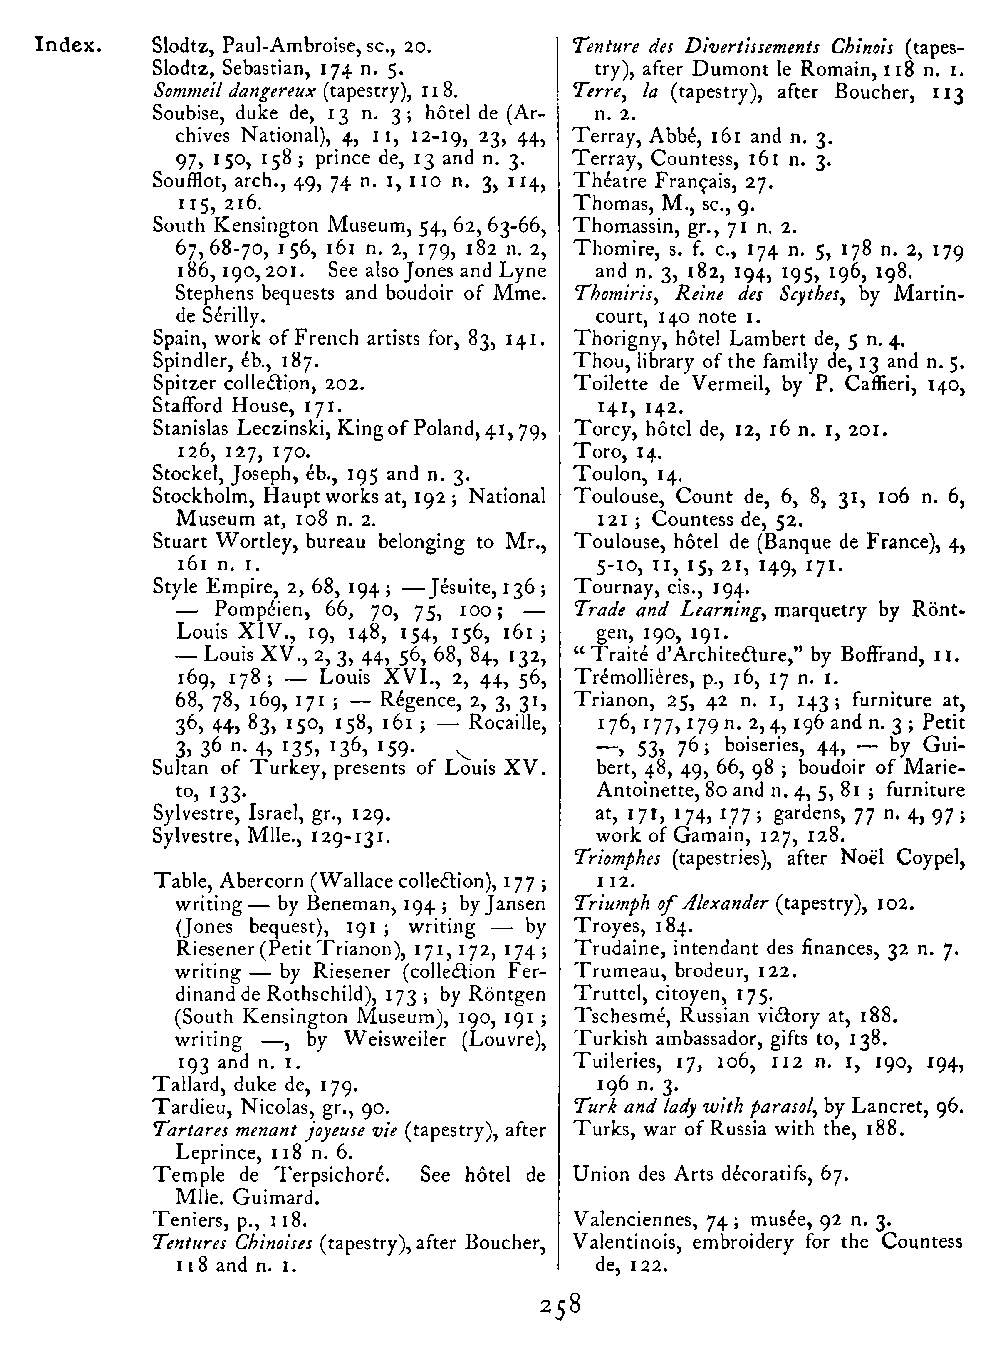 Index.
Slodtz, Paul-Ambroise, sc., 20.
Slodtz, Sebastian, 174 n. 5.
Sommeil dangereux (tapestry), 118.
Soubise, duke de, 13 n. 3; hôtel de (Ar-
chives National), 4, 11, 12-19, 23, 44,
97, 150, 158; prince de, 13 and n. 3.
Soufflot, arch., 49, 74 n. 1, 110 n. 3, 114,
115, 216.
South Kensington Museum, 54, 62, 63-66,
67, 68-70, 156, 161 n. 2, 179, 182 n. 2,
186, 190, 201. See also Jones and Lyne
Stephens bequests and boudoir of Mme.
de Sérilly.
Spain, work of French artists for, 83, 141.
Spindler, éb., 187.
Spitzer collection, 202.
Stafford House, 171.
Stanislas Leczinski, King of Poland, 41, 79,
126, 127, 170.
Stockel, Joseph, éb., 195 and n. 3.
Stockholm, Haupt works at, 192; National
Museum at, 108 n. 2.
Stuart Wortley, bureau belonging to Mr.,
161 n. 1.
Style Empire, 2, 68, 194; —Jésuite, 136;
— Pompéien, 66, 70, 75, 100; —
Louis XIV., 19, 148, 154, 156, 161;
— Louis XV., 2, 3, 44, 56, 68, 84, 132,
169, 178; — Louis XVI., 2, 44, 56,
68, 78, 169, 171; — Régence, 2, 3, 31,
36, 44, 83, 150, 158, 161; — Rocaille,
3, 36 n. 4, 135, 136, 159.
Sultan of Turkey, presents of Louis XV.
to, 133.
Sylvestre, Israel, gr., 129.
Sylvestre, Mlle., 129-131.
Table, Abercorn (Wallace collection), 177;
writing — by Beneman, 194; by Jansen
(Jones bequest), 191; writing — by
Riesener (Petit Trianon), 171, 172, 174;
writing — by Riesener (collection Fer-
dinand de Rothschild), 173; by Röntgen
(South Kensington Museum), 190, 191;
writing —, by Weisweiler (Louvre),
193 and n. 1.
Tallard, duke de, 179.
Tardieu, Nicolas, gr., 90.
Tartares menant joyeuse vie (tapestry), after
Leprince, 118 n. 6.
Temple de Terpsichoré. See hôtel de
Mlle. Guimard.
Teniers, p., 118.
Tentures Chinoises (tapestry), after Boucher,
118 and n. 1.
Tenture des Divertissements Chinois (tapes-
try), after Dumont le Romain, 118 n. 1.
Terre, la (tapestry), after Boucher, 113
n. 2.
Terray, Abbé, 161 and n. 3.
Terray, Countess, 161 n. 3.
Théatre Français, 27.
Thomas, M., sc., 9.
Thomassin, gr., 71 n. 2.
Thomire, s. f. c., 174 n. 5, 178 n. 2, 179
and n. 3, 182, 194, 195, 196, 198.
Thomiris, Reine des Scythes, by Martin-
court, 140 note 1.
Thorigny, hôtel Lambert de, 5 n. 4.
Thou, library of the family de, 13 and n. 5.
Toilette de Vermeil, by P. Caffieri, 140,
141, 142.
Torcy, hôtel de, 12, 16 n. 1, 201.
Toro, 14.
Toulon, 14.
Toulouse, Count de, 6, 8, 31, 106 n. 6,
121; Countess de, 52.
Toulouse, hôtel de (Banque de France), 4,
5-10, 11, 15, 21, 149, 171.
Tournay, cis., 194.
Trade and Learning, marquetry by Rönt-
gen, 190, 191.
"Traité d'Architecture," by Boffrand, 11.
Trémollières, p., 16, 17 n. 1.
Trianon, 25, 42 n. 1, 143; furniture at,
176, 177, 179 n. 2, 4, 196 and n. 3; Petit
—, 53, 76; boiseries, 44, — by Gui-
bert, 48, 49, 66, 98; boudoir of Marie-
Antoinette, 80 and n. 4, 5, 81; furniture
at, 171, 174, 177; gardens, 77 n. 4, 97;
work of Gamain, 127, 128.
Triomphes (tapestries), after Noël Coypel,
112.
Triumph of Alexander (tapestry), 102.
Troyes, 184.
Trudaine, intendant des finances, 32 n. 7.
Trumeau, brodeur, 122.
Truttel, citoyen, 175.
Tschesmé, Russian victory at, 188.
Turkish ambassador, gifts to, 138.
Tuileries, 17, 106, 112 n. 1, 190, 194,
196 n. 3.
Turk and lady with parasol, by Lancret, 96.
Turks, war of Russia with the, 188.
Union des Arts décoratifs, 67.
Valenciennes, 74; musée, 92 n. 3.
Valentinois, embroidery for the Countess
de, 122.
258